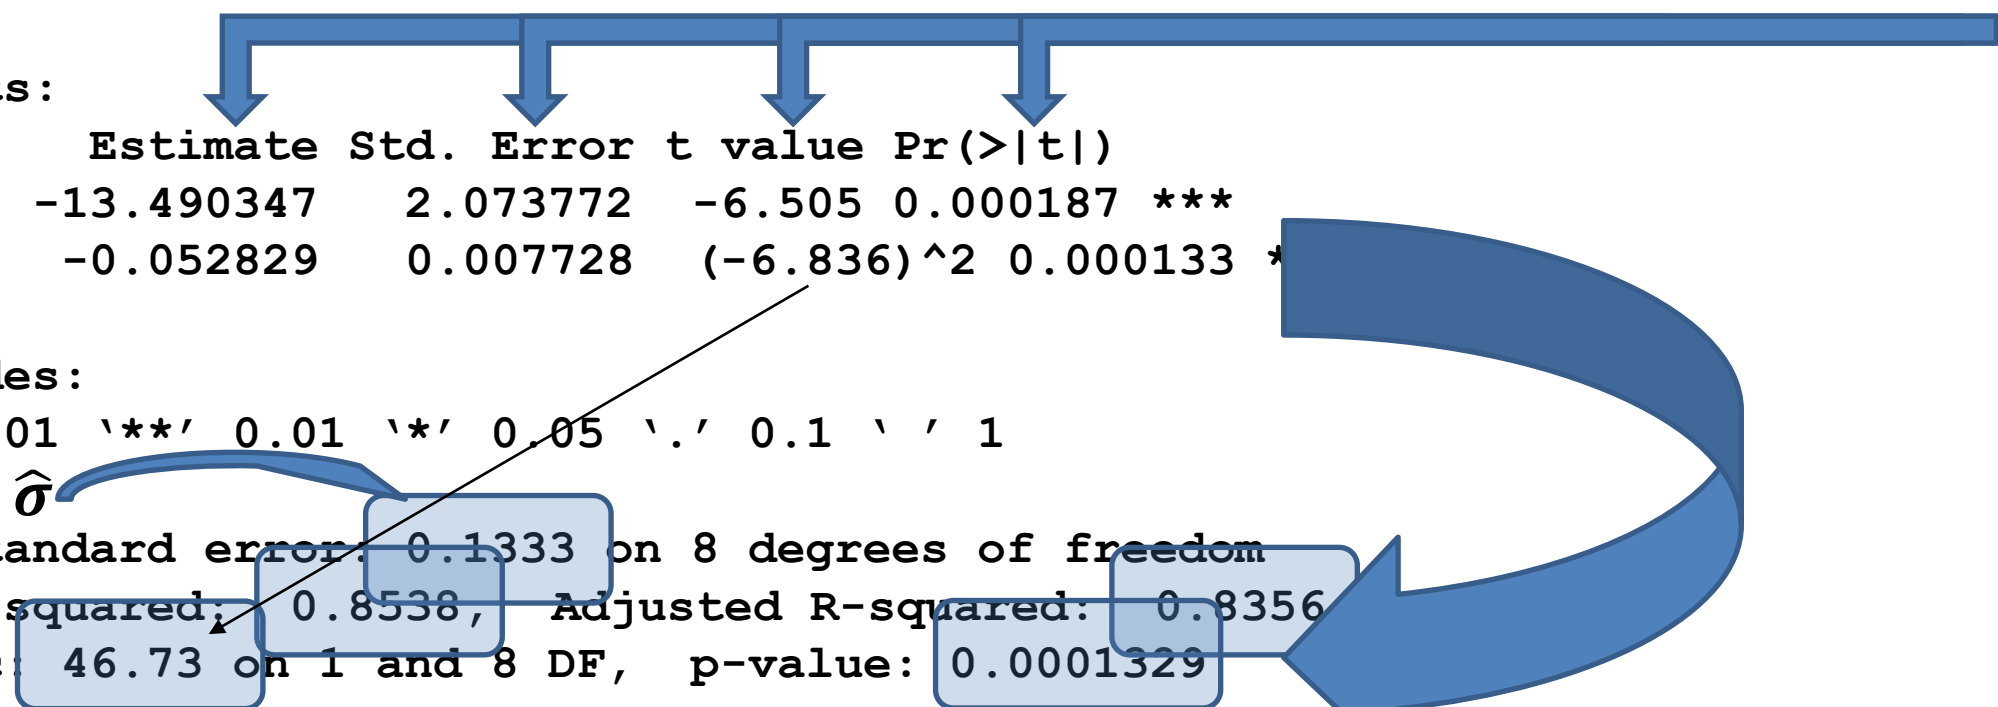 Estimate Std. Error t value Pr(>|t|)
-13.490347 2.073772 -6.505 0.000187 ***
-0.052829 0.007728 (-6.836)^2 0.000133 *
01 ‘**’ 0.01 ‘*’ 0.05 ‘.’ 0.1 ‘ ’ 1
σ̂
andard error: 0.1333 on 8 degrees of freedom
squared: 0.8538, Adjusted R-squared: 0.8356
: 46.73 on 1 and 8 DF, p-value: 0.0001329